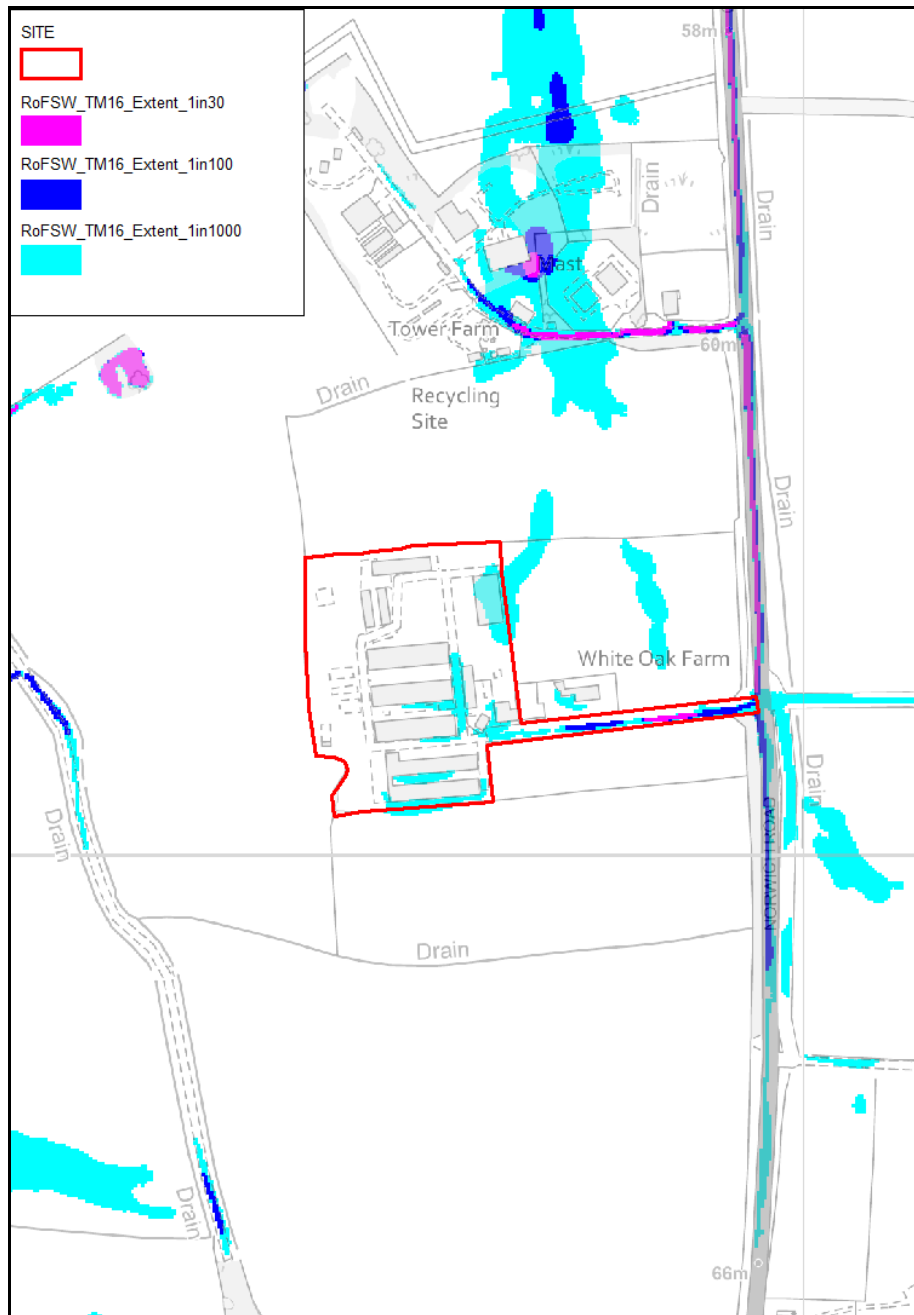 SITE
RoFSW_TM16_Extent_1in30
RoFSW_TM16_Extent_1in100
RoFSW_TM16_Extent_1in1000
58m
Drain
Drain
Mast
Tower Farm
60m
Drain
Recycling
Site
Drain
White Oak Farm
Drain
Drain
NORWICH ROAD
Drain
Drain
66m